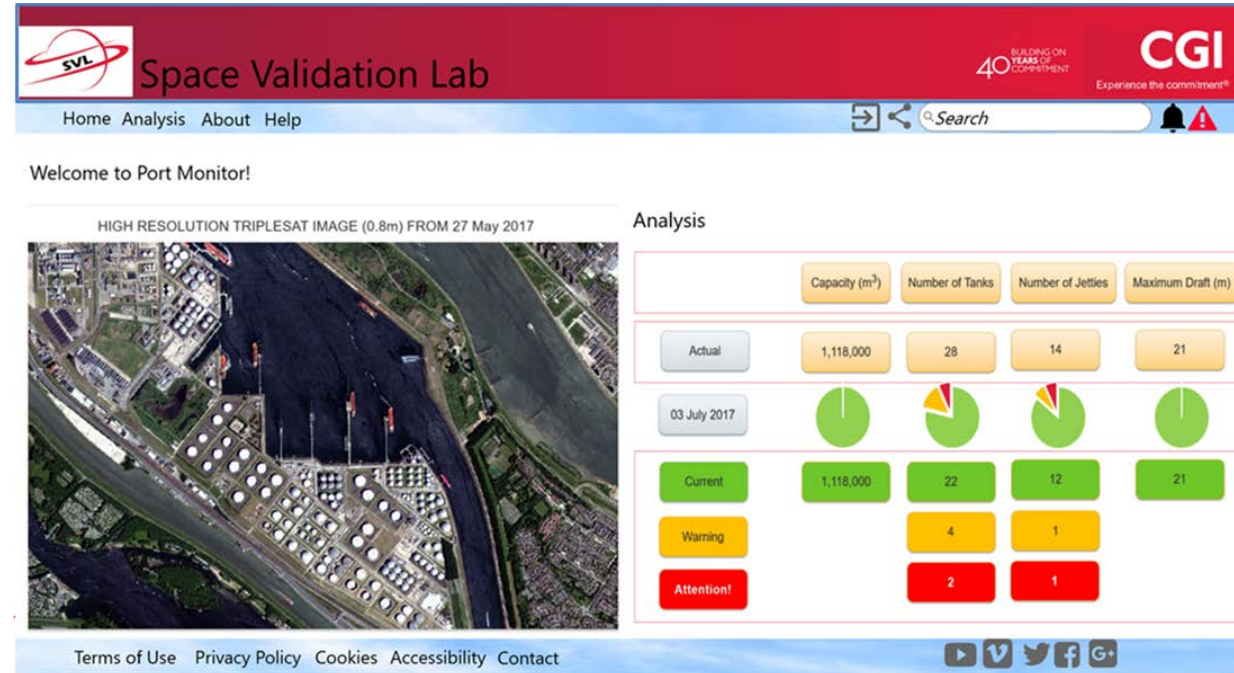 SVL
Space Validation Lab
40 BUILDING ON
YEARS OF
COMMITMENT
CGI
Experience the commitment®
Home Analysis About Help
Search
Welcome to Port Monitor!
HIGH RESOLUTION TRIPLESAT IMAGE (0.8m) FROM 27 May 2017
Analysis
Capacity (m³) Number of Tanks Number of Jetties Maximum Draft (m)
Actual 1,118,000 28 14 21
03 July 2017
Current 1,118,000 22 12 21
Warning 4 1
Attention! 2 1
Terms of Use Privacy Policy Cookies Accessibility Contact